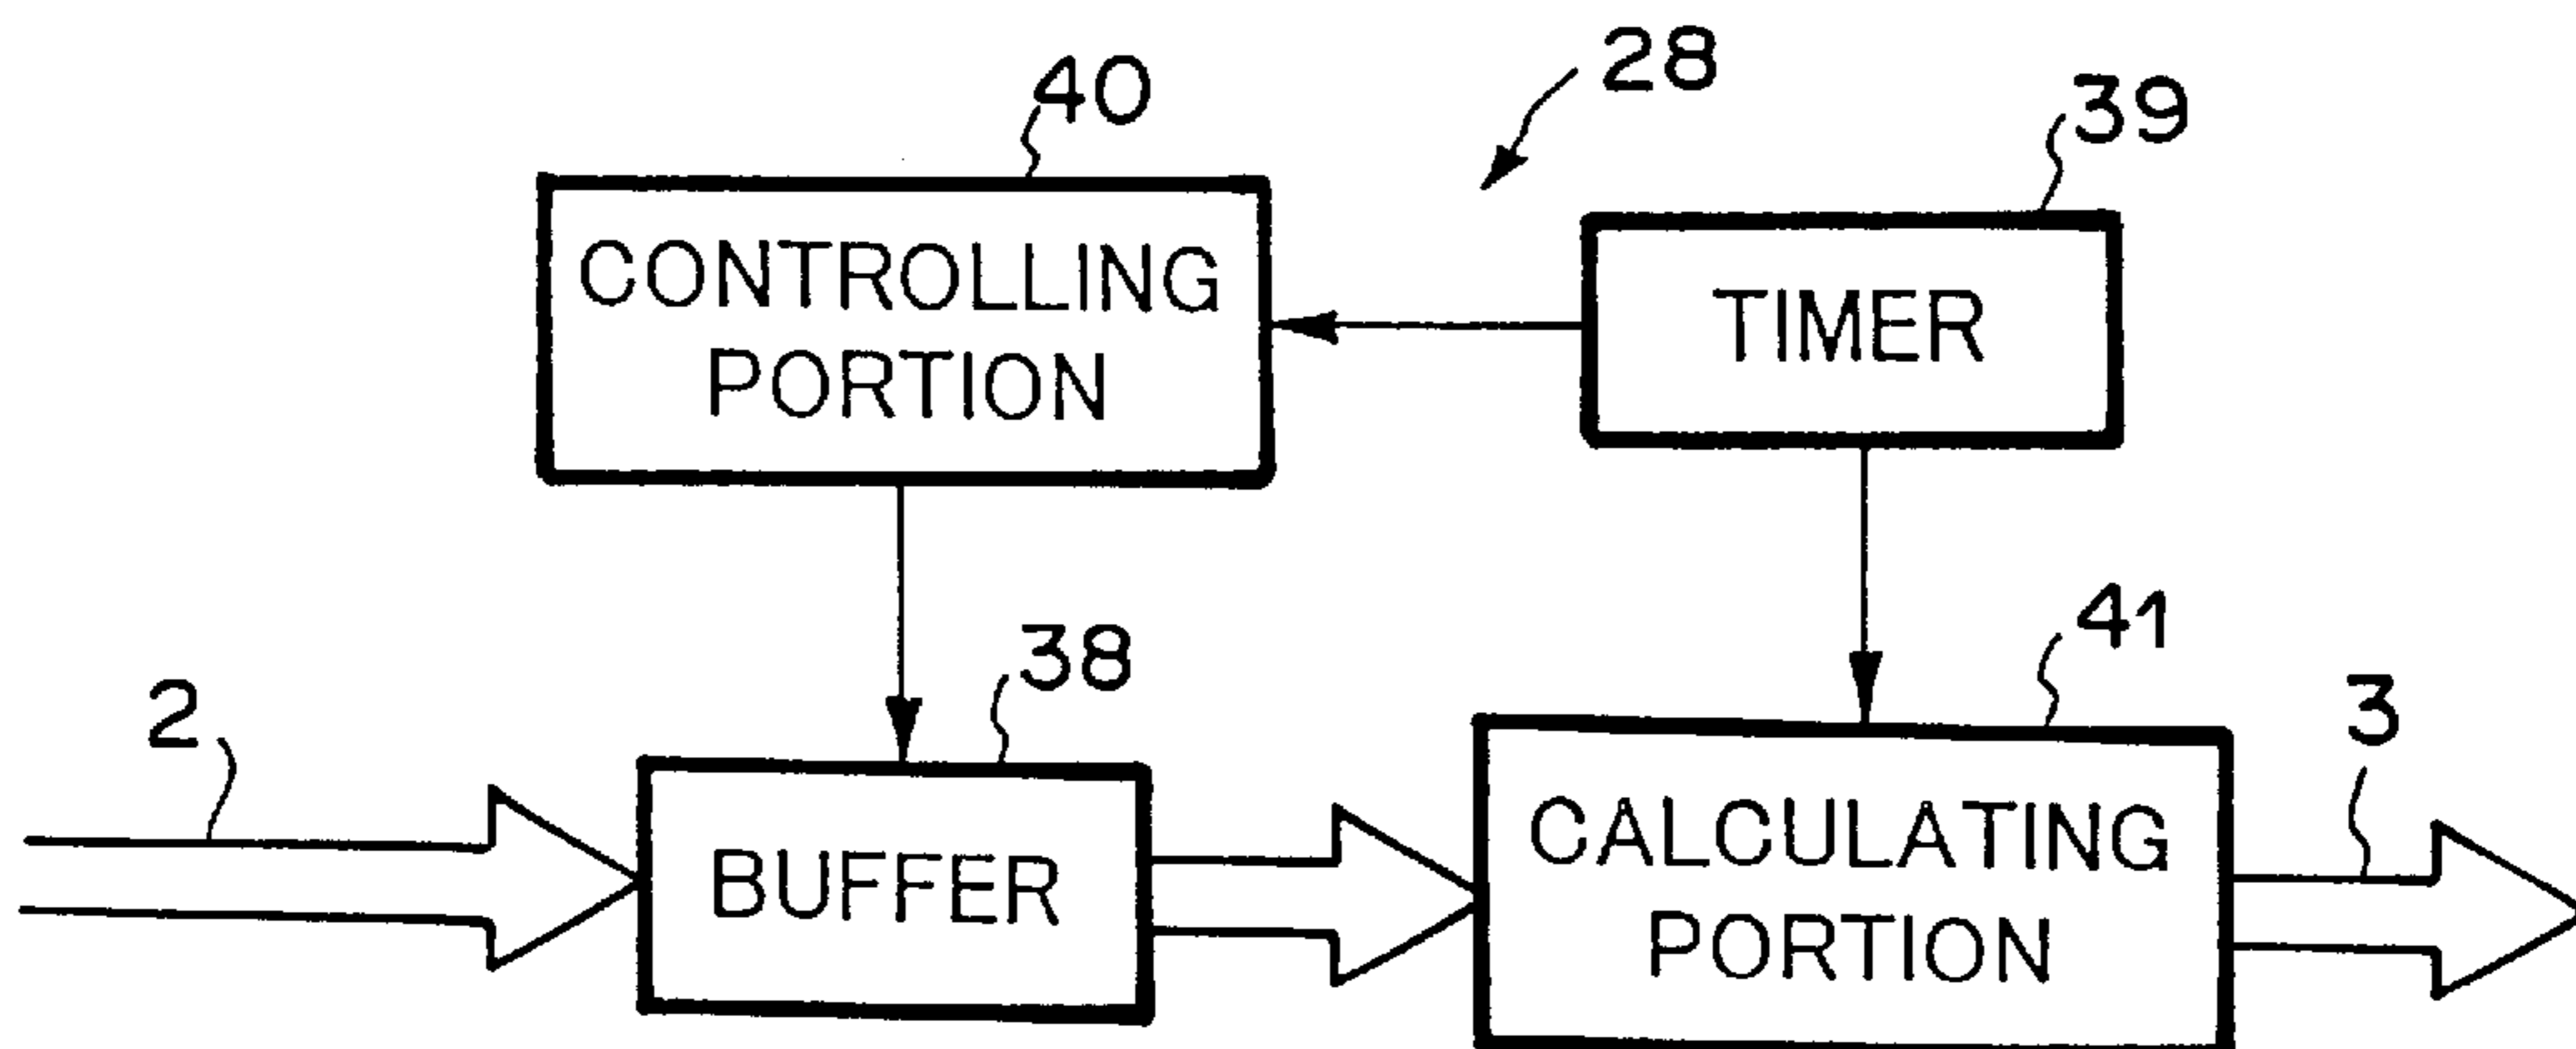 28
40
39
CONTROLLING
PORTION
TIMER
38
41
2
3
BUFFER
CALCULATING
PORTION